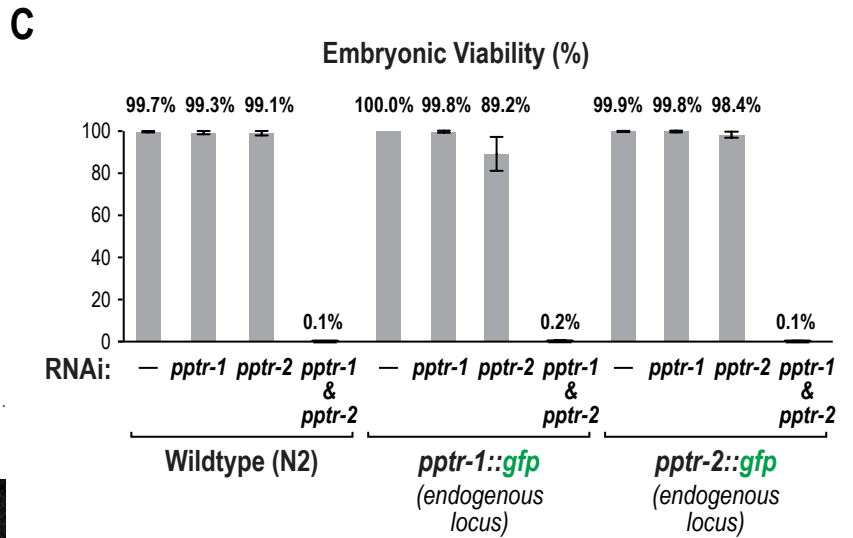 C
Embryonic Viability (%)
99.7% 99.3% 99.1% 100.0% 99.8% 89.2% 99.9% 99.8% 98.4%
100
80
60
40
20
0.1% 0.2% 0.1%
0
RNAi: — pptr-1 pptr-2 pptr-1 — pptr-1 pptr-2 pptr-1 — pptr-1 pptr-2 pptr-1
& & &
pptr-2 pptr-2 pptr-2
Wildtype (N2) pptr-1::gfp pptr-2::gfp
(endogenous (endogenous
locus) locus)